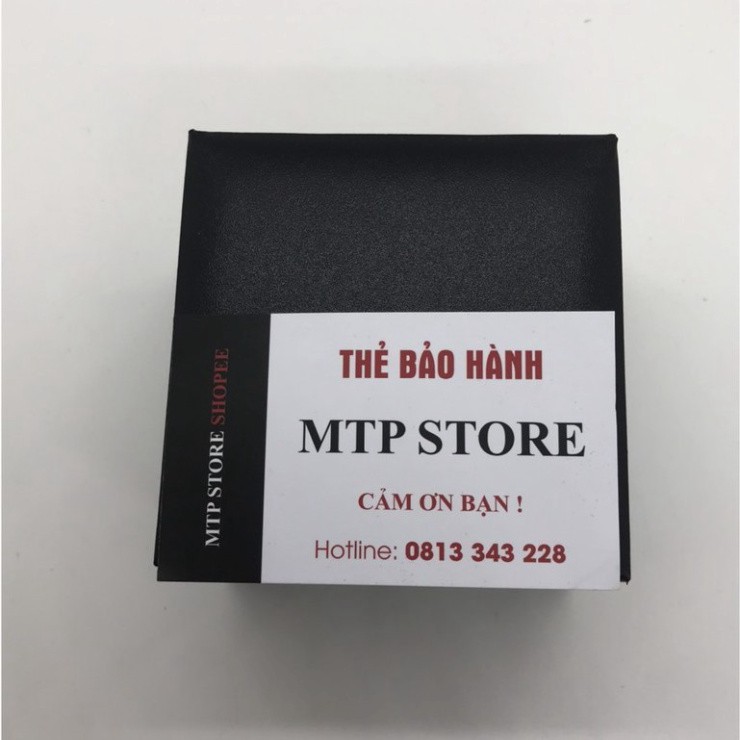 MTP STORE SHOPEE
THẺ BẢO HÀNH
MTP STORE
CẢM ƠN BẠN !
Hotline: 0813 343 228